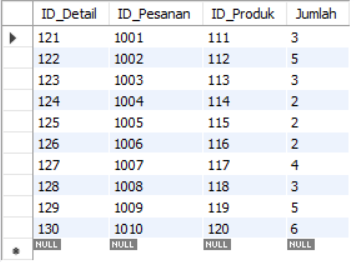 ID_Detail ID_Pesanan ID_Produk Jumlah
121 1001 111 3
122 1002 112 5
123 1003 113 3
124 1004 114 2
125 1005 115 2
126 1006 116 2
127 1007 117 4
128 1008 118 3
129 1009 119 5
130 1010 120 6
NULL NULL NULL NULL